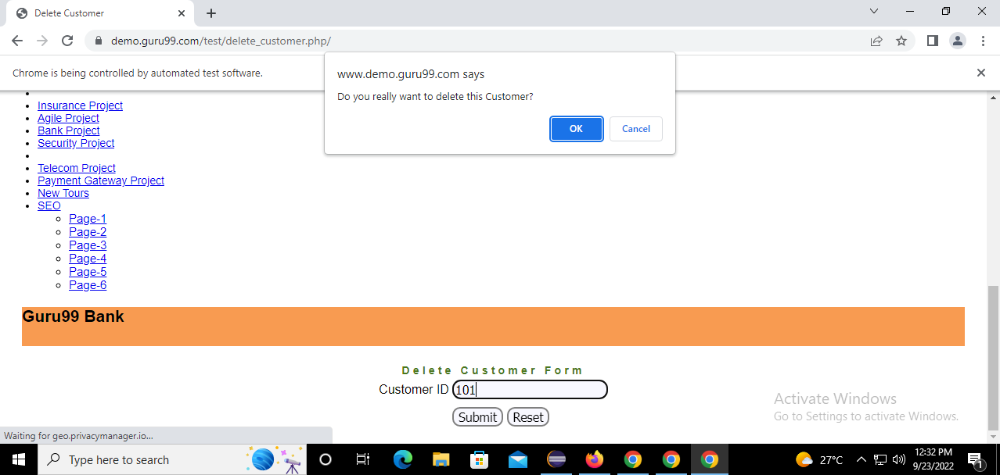 Delete Customer
demo.guru99.com/test/delete_customer.php/
Chrome is being controlled by automated test software.
www.demo.guru99.com says
Do you really want to delete this Customer?
OK
Cancel
Insurance Project
Agile Project
Bank Project
Security Project
Telecom Project
Payment Gateway Project
New Tours
SEO
Page-1
Page-2
Page-3
Page-4
Page-5
Page-6
Guru99 Bank
Delete Customer Form
Customer ID 101
Submit Reset
Activate Windows
Go to Settings to activate Windows.
Waiting for geo.privacymanager.io...
Type here to search
27°C
12:32 PM
9/23/2022
1